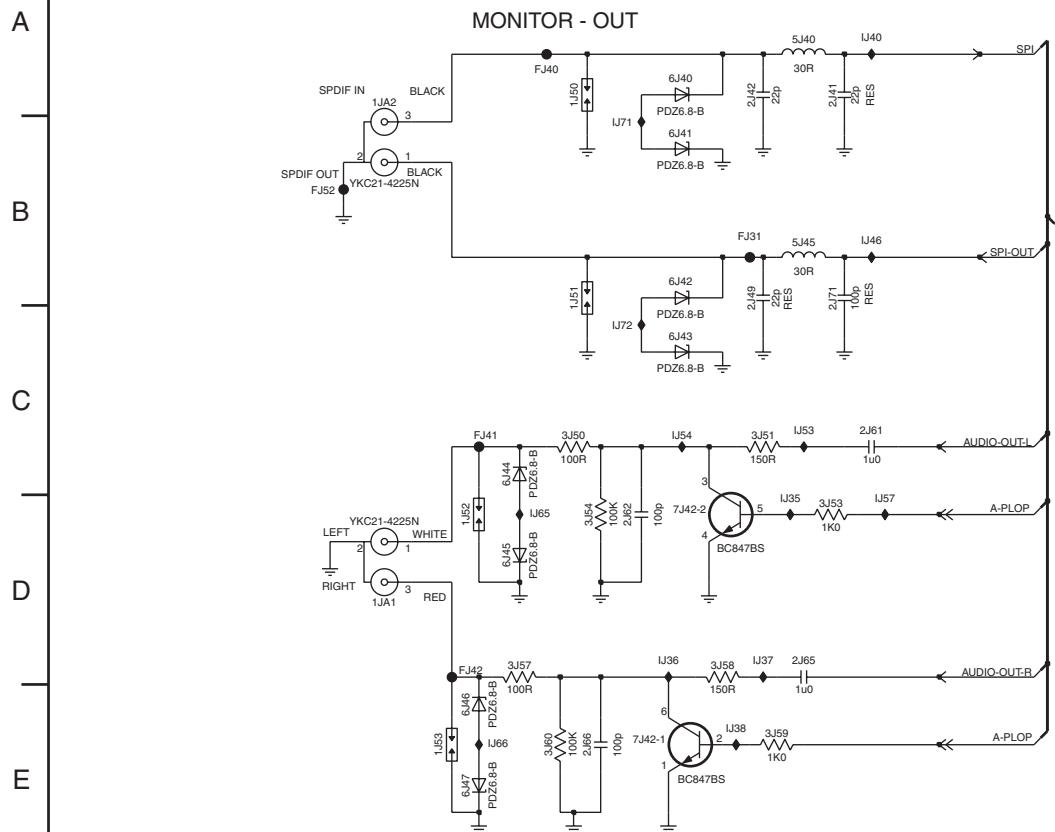 A
MONITOR - OUT
5J40
IJ40
SPI
FJ40
30R
SPDIF IN
1JA2
BLACK
3
1J50
6J40
PDZ6.8-B
IJ71
6J41
PDZ6.8-B
2J42
22p
2J41
22p
RES
2
1
BLACK
SPDIF OUT
YKC21-4225N
FJ52
B
FJ31
5J45
IJ46
SPI-OUT
30R
1J51
6J42
PDZ6.8-B
IJ72
6J43
PDZ6.8-B
2J49
22p
RES
2J71
100p
RES
C
FJ41
3J50
100R
IJ54
3J51
150R
IJ53
2J61
1u0
AUDIO-OUT-L
6J44
PDZ6.8-B
1J52
IJ65
6J45
PDZ6.8-B
3J54
100K
2J62
100p
3
7J42-2
5
4
BC847BS
IJ35
3J53
1K0
IJ57
A-PLOP
YKC21-4225N
LEFT
2
1
WHITE
D
RIGHT
3
1JA1
RED
FJ42
3J57
100R
IJ36
3J58
150R
IJ37
2J65
1u0
AUDIO-OUT-R
6J46
PDZ6.8-B
1J53
IJ66
6J47
PDZ6.8-B
3J60
100K
2J66
100p
6
7J42-1
2
1
BC847BS
IJ38
3J59
1K0
A-PLOP
E